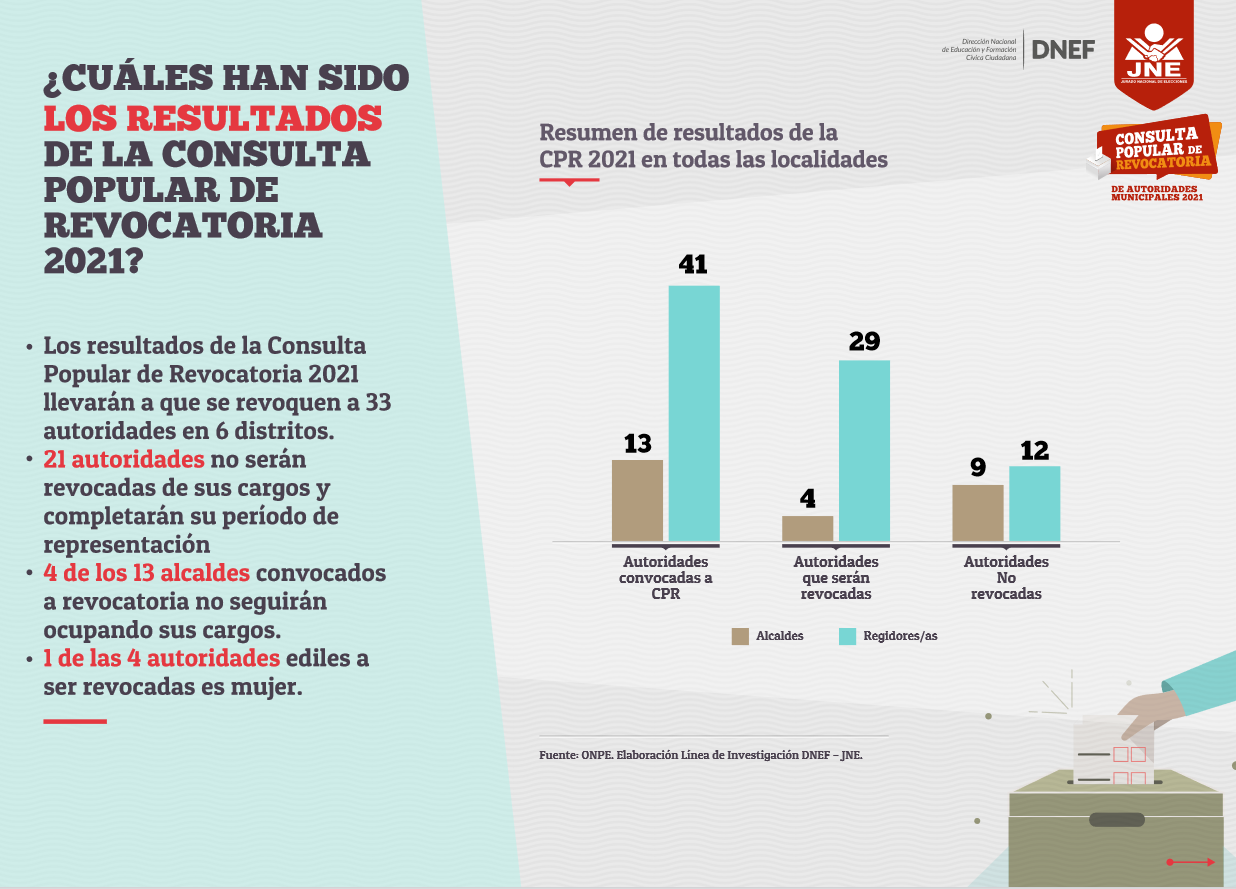 ¿CUÁLES HAN SIDO
LOS RESULTADOS
DE LA CONSULTA
POPULAR DE
REVOCATORIA
2021?
• Los resultados de la Consulta
Popular de Revocatoria 2021
llevarán a que se revoquen a 33
autoridades en 6 distritos.
• 21 autoridades no serán
revocadas de sus cargos y
completarán su período de
representación
• 4 de los 13 alcaldes convocados
a revocatoria no seguirán
ocupando sus cargos.
• 1 de las 4 autoridades ediles a
ser revocadas es mujer.
Dirección Nacional
de Educación y Formación
Cívica Ciudadana
DNEF
JNE
JURADO NACIONAL DE ELECCIONES
CONSULTA
POPULAR DE
REVOCATORIA
DE AUTORIDADES
MUNICIPALES 2021
Resumen de resultados de la
CPR 2021 en todas las localidades
13
41
4
29
9
12
Autoridades
convocadas a
CPR
Autoridades
que serán
revocadas
Autoridades
No
revocadas
Alcaldes
Regidores/as
Fuente: ONPE. Elaboración Línea de Investigación DNEF – JNE.